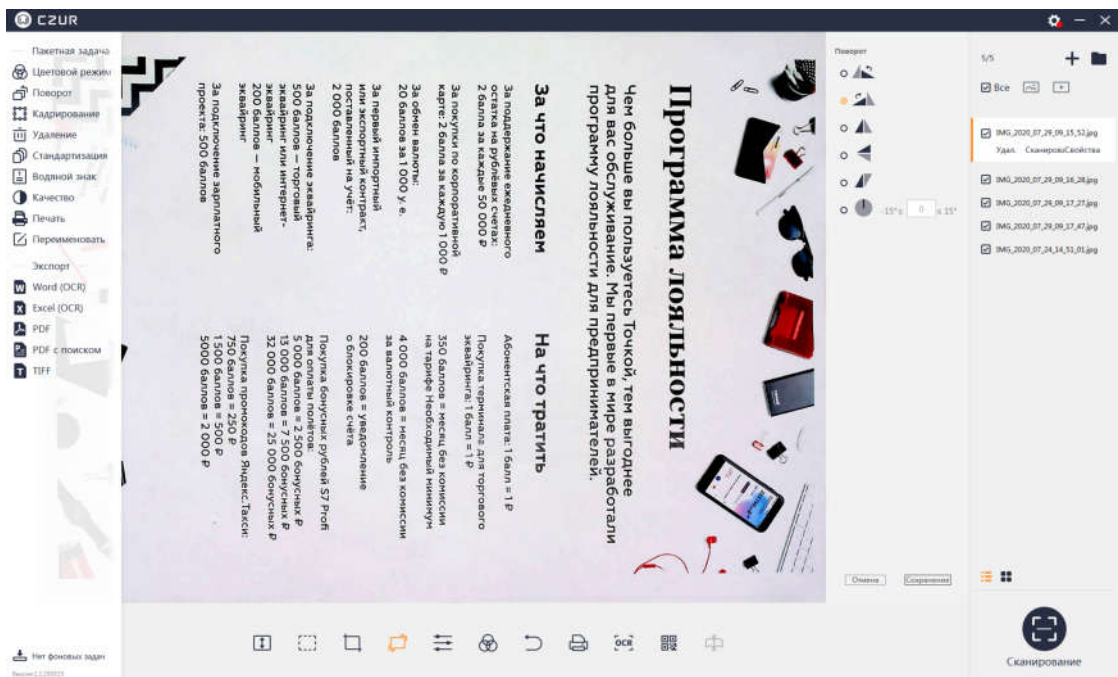 CZUR
Пакетная задача
Цветовой режим
Поворот
Кадрирование
Удаление
Стандартизация
Водяной знак
Качество
Печать
Переименовать
Экспорт
Word (OCR)
Excel (OCR)
PDF
PDF с поиском
TIFF
Нет фоновых задач
Программа лояльности
Чем больше вы пользуетесь Точкой, тем выгоднее
для вас обслуживание. Мы первые в мире разработали
программу лояльности для предпринимателей.
За что начисляем
За поддержание ежедневного
остатка на рублёвых счетах:
2 балла за каждые 50 000 ₽
За покупки по корпоративной
карте: 2 балла за каждую 1 000 ₽
За обмен валюты:
20 баллов за 1 000 у. е.
За первый импортный
или экспортный контракт,
поставленный на учёт:
2 000 баллов
За подключение эквайринга:
500 баллов — торговый
эквайринг или интернет-
эквайринг
200 баллов — мобильный
эквайринг
За подключение зарплатного
проекта: 500 баллов
На что тратить
Абонентская плата: 1 балл = 1 ₽
Покупка терминала для торгового
эквайринга: 1 балл = 1 ₽
350 баллов = месяц без комиссии
на тарифе Необходимый минимум
4 000 баллов = месяц без комиссии
за валютный контроль
200 баллов = уведомление
о блокировке счёта
Покупка бонусных рублей S7 Profi
для оплаты полётов:
5 000 баллов = 2 500 бонусных ₽
13 000 баллов = 7 500 бонусных ₽
32 000 баллов = 25 000 бонусных ₽
Покупка промокодов Яндекс.Такси:
750 баллов = 250 ₽
1 500 баллов = 500 ₽
5000 баллов = 2 000 ₽
OCR
Поворот
-15° ≤ 0 ≤ 15°
Отмена Сохранение
5/5
Все
IMG_2020_07_29_09_15_52.jpg
Удал. СканироваСвойства
IMG_2020_07_29_09_16_28.jpg
IMG_2020_07_29_09_17_27.jpg
IMG_2020_07_29_09_17_47.jpg
IMG_2020_07_24_14_51_01.jpg
Сканирование